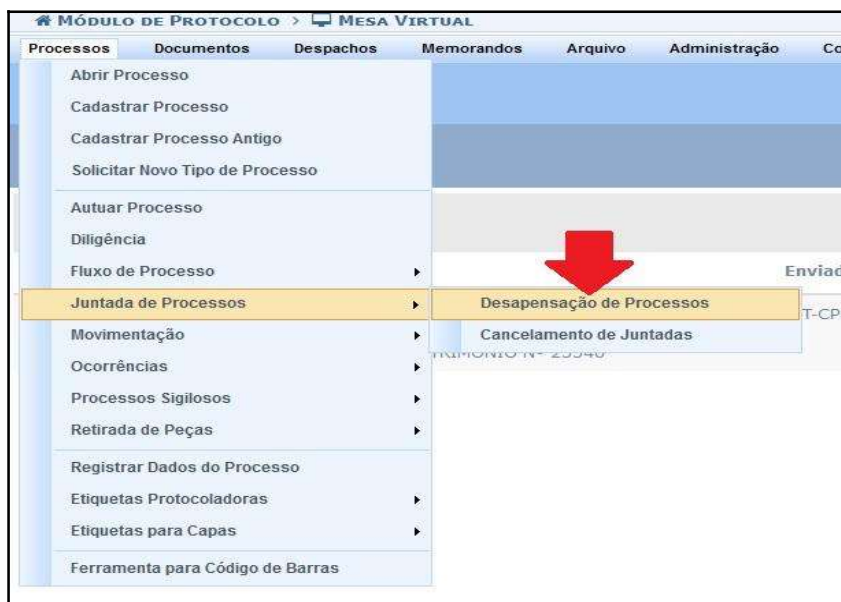 MÓDULO DE PROTOCOLO > MESA VIRTUAL
Processos Documentos Despachos Memorandos Arquivo Administração Co
Abrir Processo
Cadastrar Processo
Cadastrar Processo Antigo
Solicitar Novo Tipo de Processo
Autuar Processo
Diligência
Fluxo de Processo
Enviad
Juntada de Processos
Desapensação de Processos
T-CP
Movimentação
Cancelamento de Juntadas
Ocorrências
Processos Sigilosos
Retirada de Peças
Registrar Dados do Processo
Etiquetas Protocoladoras
Etiquetas para Capas
Ferramenta para Código de Barras